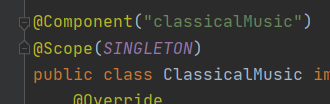 @Component("classicalMusic")
@Scope(SINGLETON)
public class ClassicalMusic im
@Override